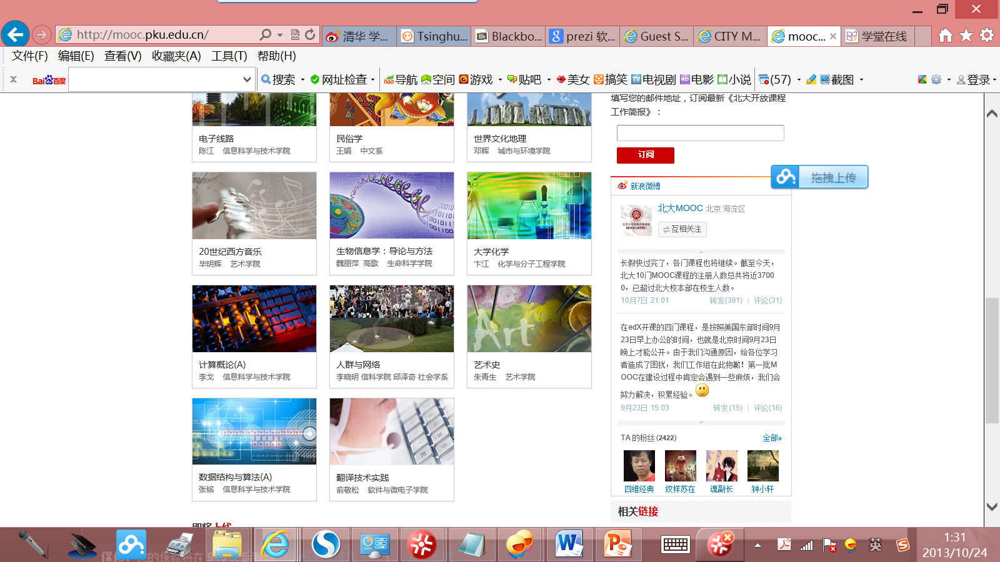 http://mooc.pku.edu.cn/
清华 学...
Tsinghu...
Blackbo...
prezi 软...
Guest S...
CITY M...
mooc...
学堂在线
文件(F) 编辑(E) 查看(V) 收藏夹(A) 工具(T) 帮助(H)
Bai百度 搜索 网址检查 hao导航 空间 游戏 贴吧 美女 搞笑 电视剧 电影 小说 (57) 截图 登录
电子线路
陈江 信息科学与技术学院
民俗学
王娟 中文系
世界文化地理
邓辉 城市与环境学院
20世纪西方音乐
毕明辉 艺术学院
生物信息学：导论与方法
魏丽萍 高歌 生命科学学院
大学化学
卞江 化学与分子工程学院
计算概论(A)
李戈 信息科学与技术学院
人群与网络
李晓明 信科学院 邱泽奇 社会学系
Art
艺术史
朱青生 艺术学院
数据结构与算法(A)
张铭 信息科学与技术学院
翻译技术实践
俞敬松 软件与微电子学院
即将上线
填写您的邮件地址，订阅最新《北大开放课程
工作简报》：
订阅
拖拽上传
新浪微博
北大MOOC 北京 海淀区
互相关注
长假快过完了，各门课程也将继续。截至今天，
北大10门MOOC课程的注册人数总共将近3700
0，已超过北大校本部在校生人数。
10月7日 21:01 转发(391) | 评论(31)
在edX开课的四门课程，是按照美国东部时间9月
23日早上办公的时间，也就是北京时间9月23日
晚上才能公开。由于我们沟通原因，给各位学习
者造成了困扰，我们工作组在此抱歉！第一批M
OOC在建设过程中肯定会遇到一些麻烦，我们会
努力解决，积累经验。
9月23日 15:03 转发(15) | 评论(16)
TA 的粉丝 (2422) 全部»
四维经典 纹样苏在 魂副长 钟小轩
相关链接
英
1:31
2013/10/24